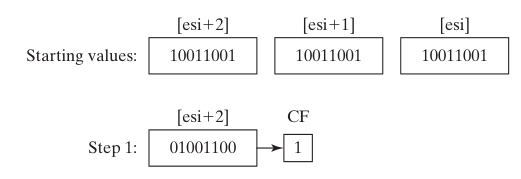 [esi+2] [esi+1] [esi]
Starting values: 10011001 10011001 10011001
[esi+2] CF
Step 1: 01001100 1